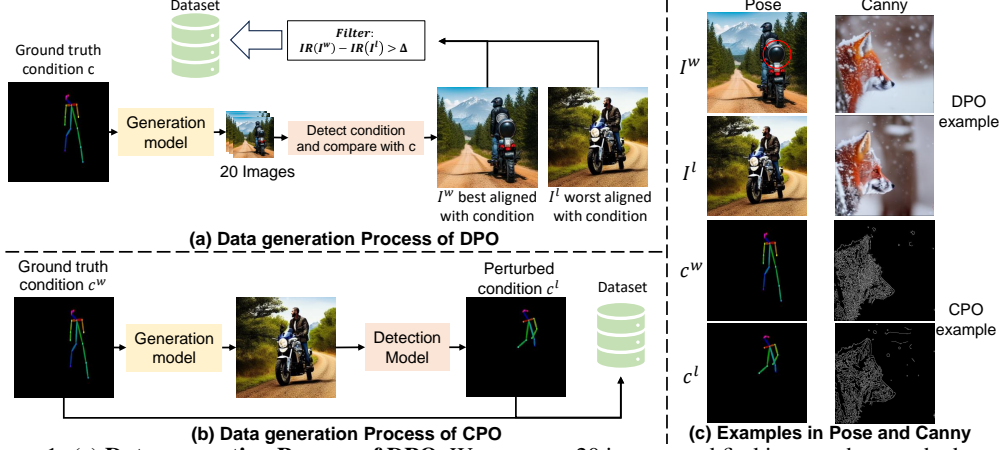 Dataset
Filter:
IR(I^w) − IR(I^l) > Δ
Ground truth
condition c
Generation
model
20 Images
Detect condition
and compare with c
I^w best aligned
with condition
I^l worst aligned
with condition
(a) Data generation Process of DPO
Ground truth
condition c^w
Generation
model
Detection
Model
Perturbed
condition c^l
Dataset
(b) Data generation Process of CPO
Pose
Canny
I^w
I^l
DPO
example
c^w
c^l
CPO
example
(c) Examples in Pose and Canny